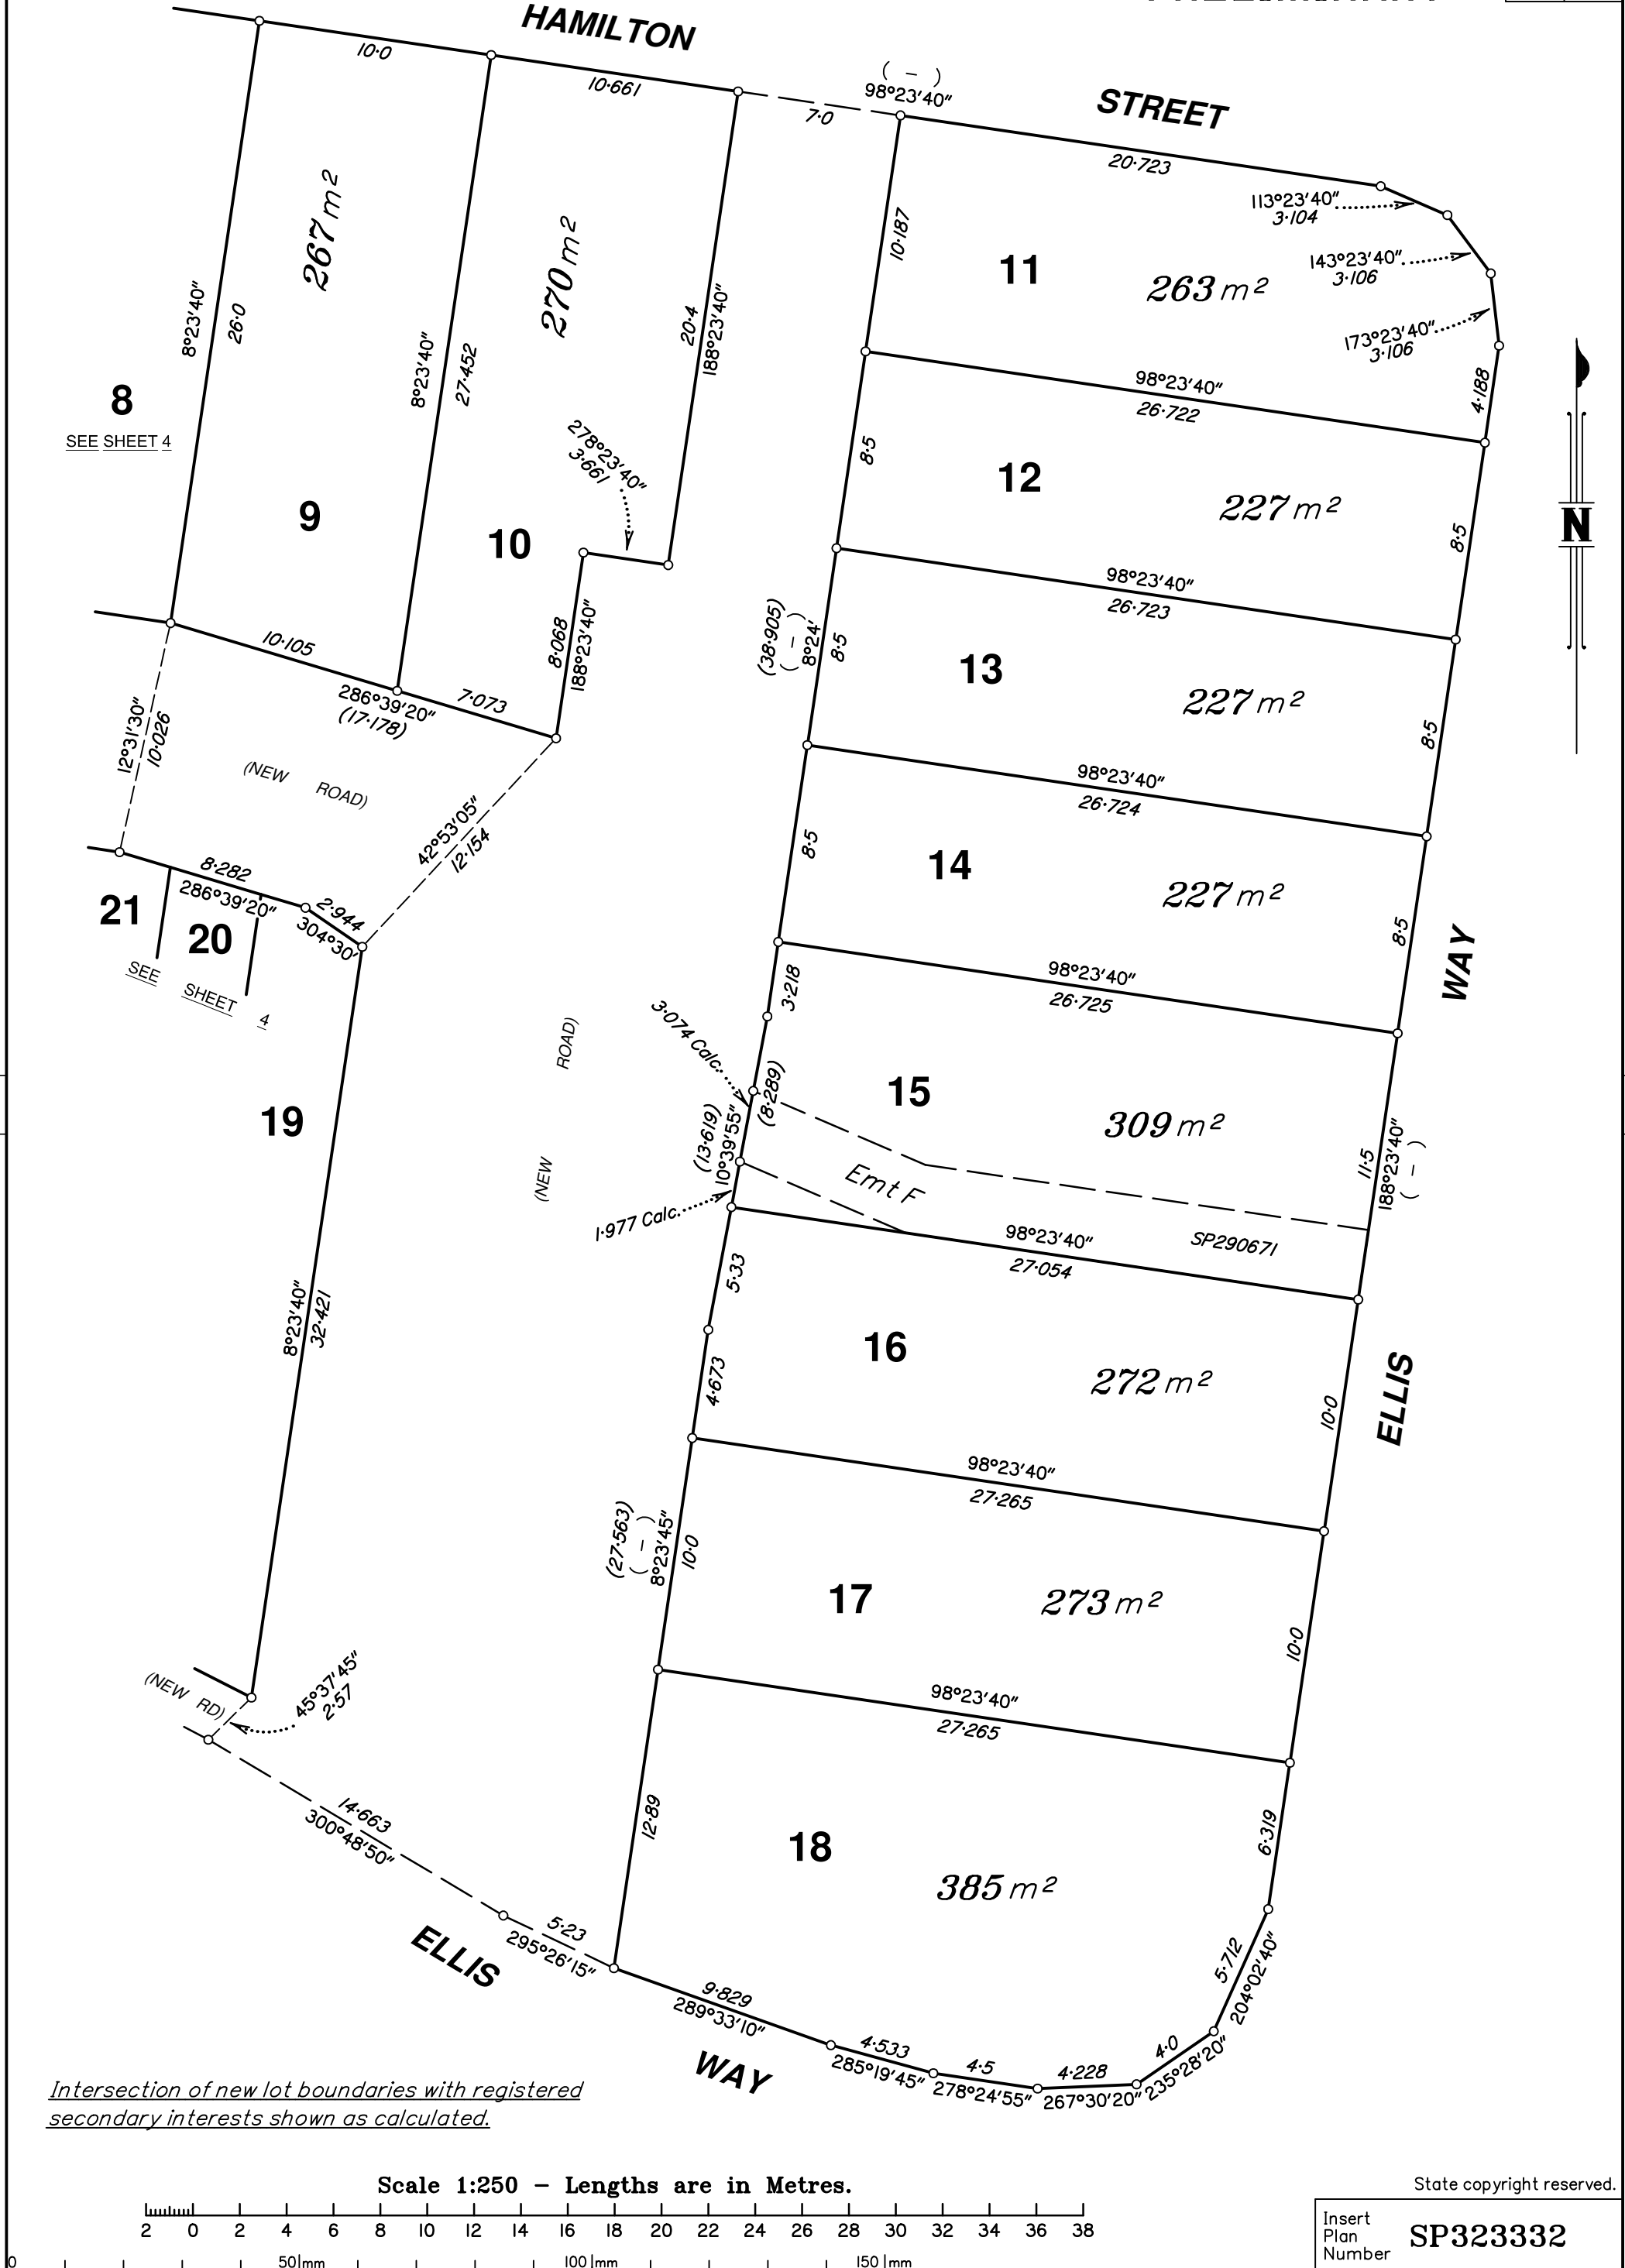 HAMILTON
STREET
10·0
10·661
7·0
( – )
98°23'40"
20·723
113°23'40"
3·104
143°23'40"
3·106
173°23'40"
3·106
4·188
267 m²
270 m²
8°23'40"
26·0
8°23'40"
27·452
20·4
188°23'40"
10·187
11
263 m²
98°23'40"
26·722
8
SEE SHEET 4
9
10
278°23'40"
3·661
8·5
12
227 m²
8·5
98°23'40"
26·723
N
8·068
188°23'40"
(38·905)
( – )
8°24'
8·5
13
227 m²
8·5
10·105
286°39'20"
(17·178)
7·073
12°31'30"
10·026
(NEW ROAD)
42°53'05"
12·154
98°23'40"
26·724
8·5
14
227 m²
8·5
WAY
8·282
286°39'20"
2·944
304°30'
21
20
SEE SHEET 4
98°23'40"
26·725
3·218
3·074 Calc.
(8·289)
(13·619)
10°39'55"
1·977 Calc.
(NEW ROAD)
15
309 m²
Emt F
SP290671
11·5
188°23'40"
( – )
19
8°23'40"
32·421
98°23'40"
27·054
5·33
4·673
16
272 m²
10·0
ELLIS
98°23'40"
27·265
(27·563)
( – )
8°23'45"
10·0
17
273 m²
10·0
(NEW RD)
45°37'45"
2·57
98°23'40"
27·265
12·89
18
385 m²
6·319
14·663
300°48'50"
5·23
295°26'15"
ELLIS
WAY
9·829
289°33'10"
4·533
285°19'45"
4·5
278°24'55"
4·228
267°30'20"
4·0
235°28'20"
5·712
204°02'40"
Intersection of new lot boundaries with registered
secondary interests shown as calculated.
Scale 1:250 – Lengths are in Metres.
2 0 2 4 6 8 10 12 14 16 18 20 22 24 26 28 30 32 34 36 38
0 50mm 100mm 150mm
State copyright reserved.
Insert
Plan
Number
SP323332